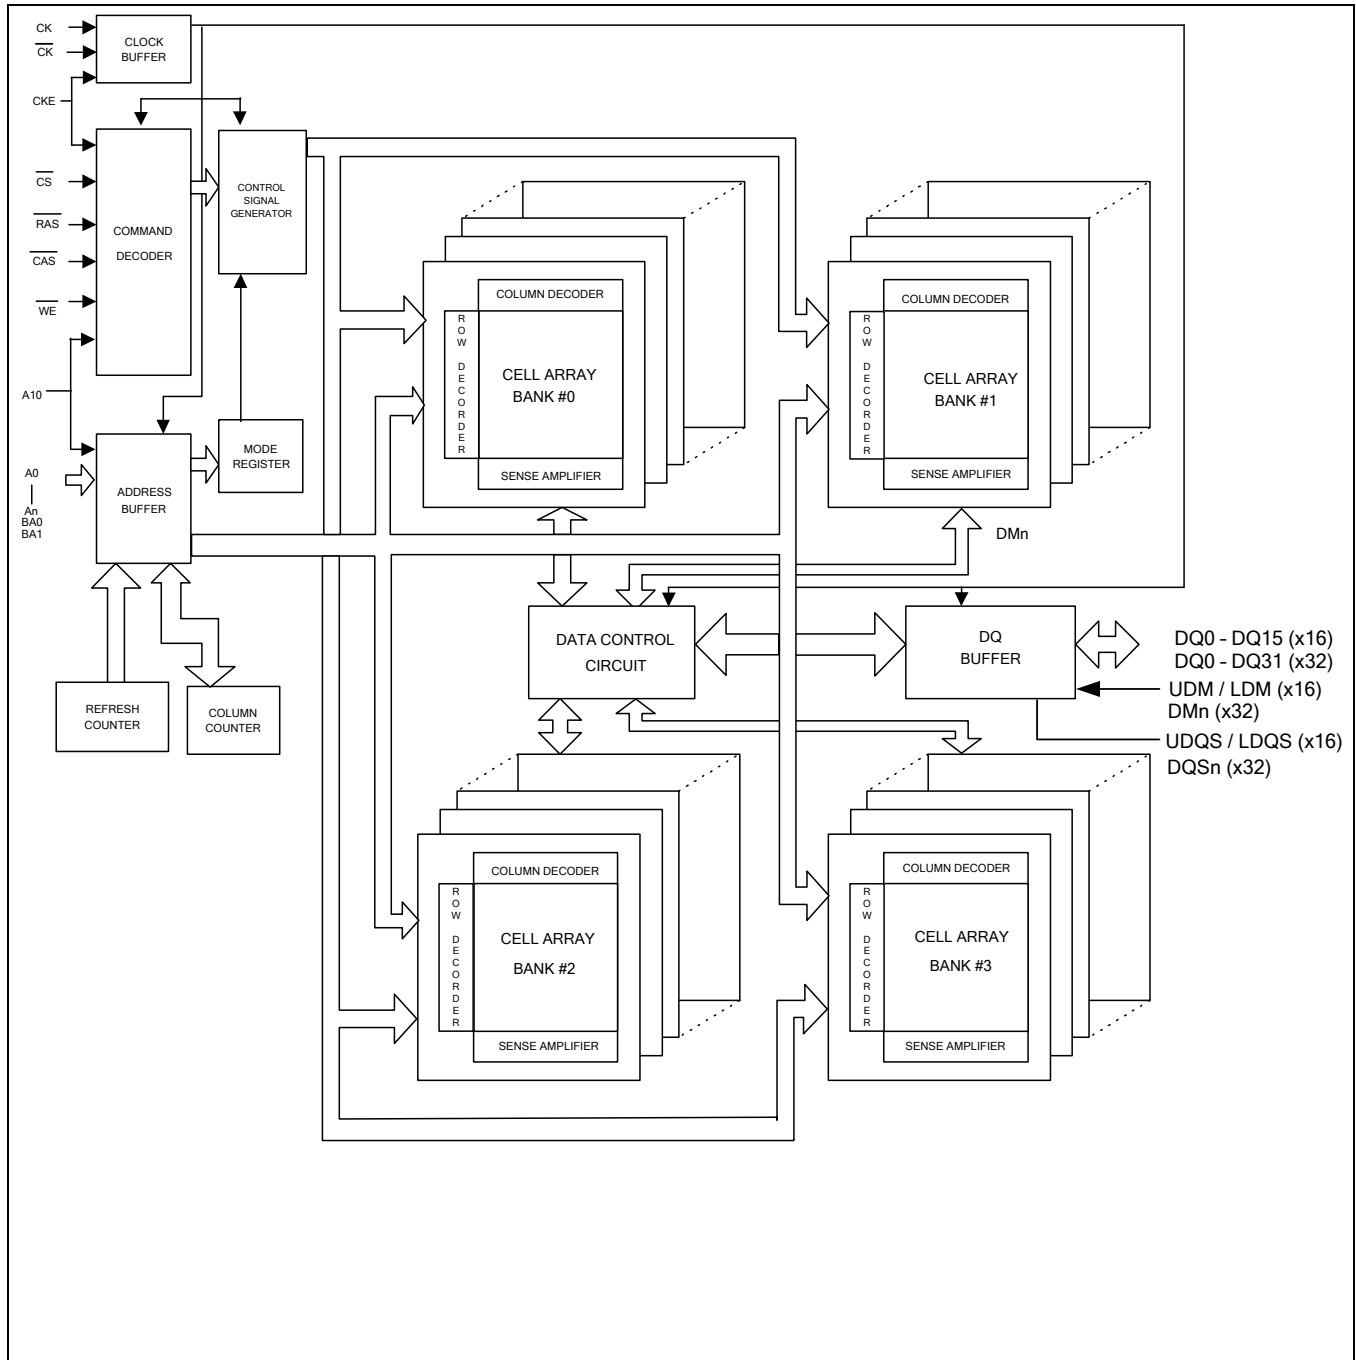 CK
CK
CLOCK
BUFFER
CKE
CS
RAS
CAS
WE
COMMAND
DECODER
CONTROL
SIGNAL
GENERATOR
A10
A0
An
BA0
BA1
ADDRESS
BUFFER
MODE
REGISTER
REFRESH
COUNTER
COLUMN
COUNTER
COLUMN DECODER
ROW DECORDER
CELL ARRAY
BANK #0
SENSE AMPLIFIER
COLUMN DECODER
ROW DECORDER
CELL ARRAY
BANK #1
SENSE AMPLIFIER
DMn
DATA CONTROL
CIRCUIT
DQ
BUFFER
DQ0 - DQ15 (x16)
DQ0 - DQ31 (x32)
UDM / LDM (x16)
DMn (x32)
UDQS / LDQS (x16)
DQSn (x32)
COLUMN DECODER
ROW DECORDER
CELL ARRAY
BANK #2
SENSE AMPLIFIER
COLUMN DECODER
ROW DECORDER
CELL ARRAY
BANK #3
SENSE AMPLIFIER